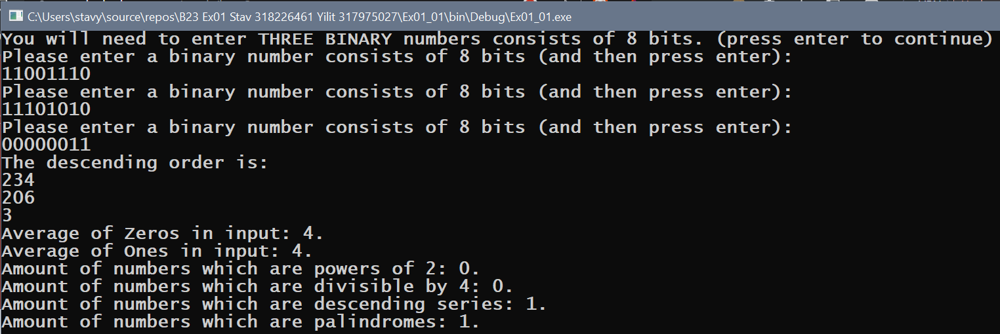 C:\Users\stavy\source\repos\B23 Ex01 Stav 318226461 Yilit 317975027\Ex01_01\bin\Debug\Ex01_01.exe
You will need to enter THREE BINARY numbers consists of 8 bits. (press enter to continue)
Please enter a binary number consists of 8 bits (and then press enter):
11001110
Please enter a binary number consists of 8 bits (and then press enter):
11101010
Please enter a binary number consists of 8 bits (and then press enter):
00000011
The descending order is:
234
206
3
Average of Zeros in input: 4.
Average of Ones in input: 4.
Amount of numbers which are powers of 2: 0.
Amount of numbers which are divisible by 4: 0.
Amount of numbers which are descending series: 1.
Amount of numbers which are palindromes: 1.